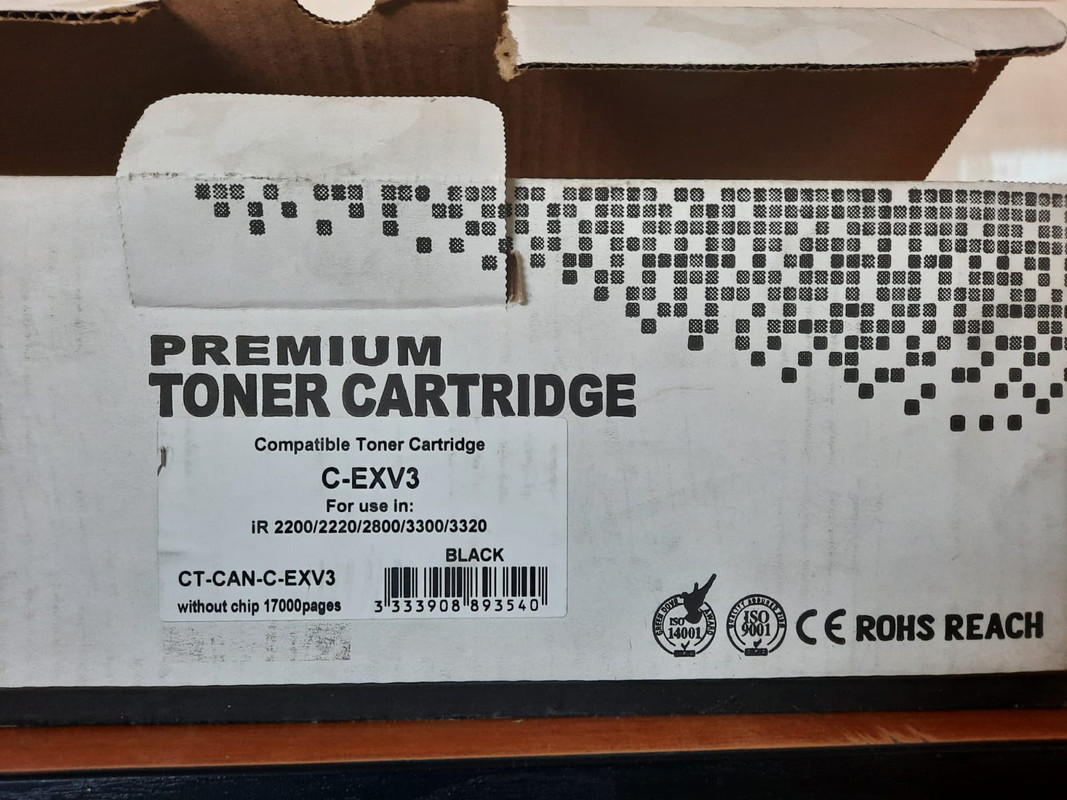 PREMIUM
TONER CARTRIDGE
Compatible Toner Cartridge
C-EXV3
For use in:
iR 2200/2220/2800/3300/3320
BLACK
CT-CAN-C-EXV3
without chip 17000pages
3 333908 893540
ISO
14001
AWARD
ISO
9001
CE ROHS REACH